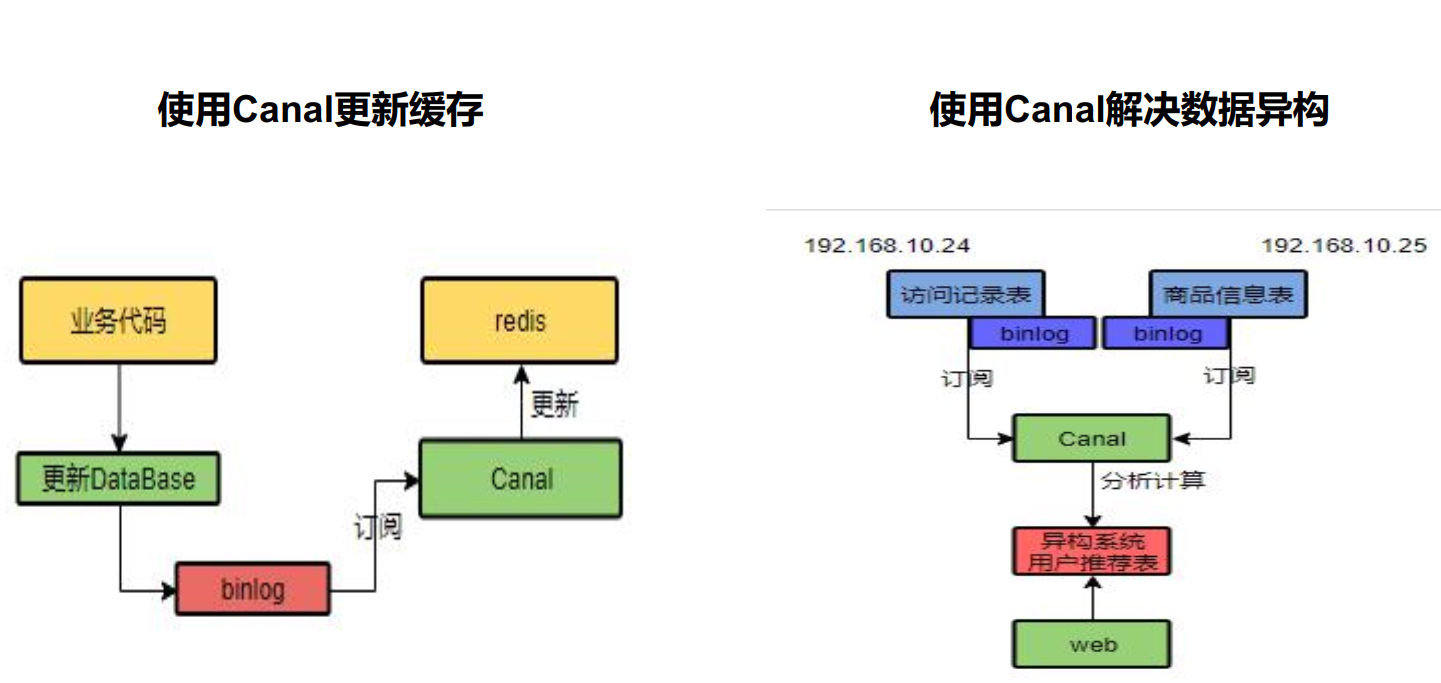 使用Canal更新缓存
业务代码
redis
更新
更新DataBase
Canal
订阅
binlog
使用Canal解决数据异构
192.168.10.24
192.168.10.25
访问记录表
商品信息表
binlog
binlog
订阅
订阅
Canal
分析计算
异构系统
用户推荐表
web